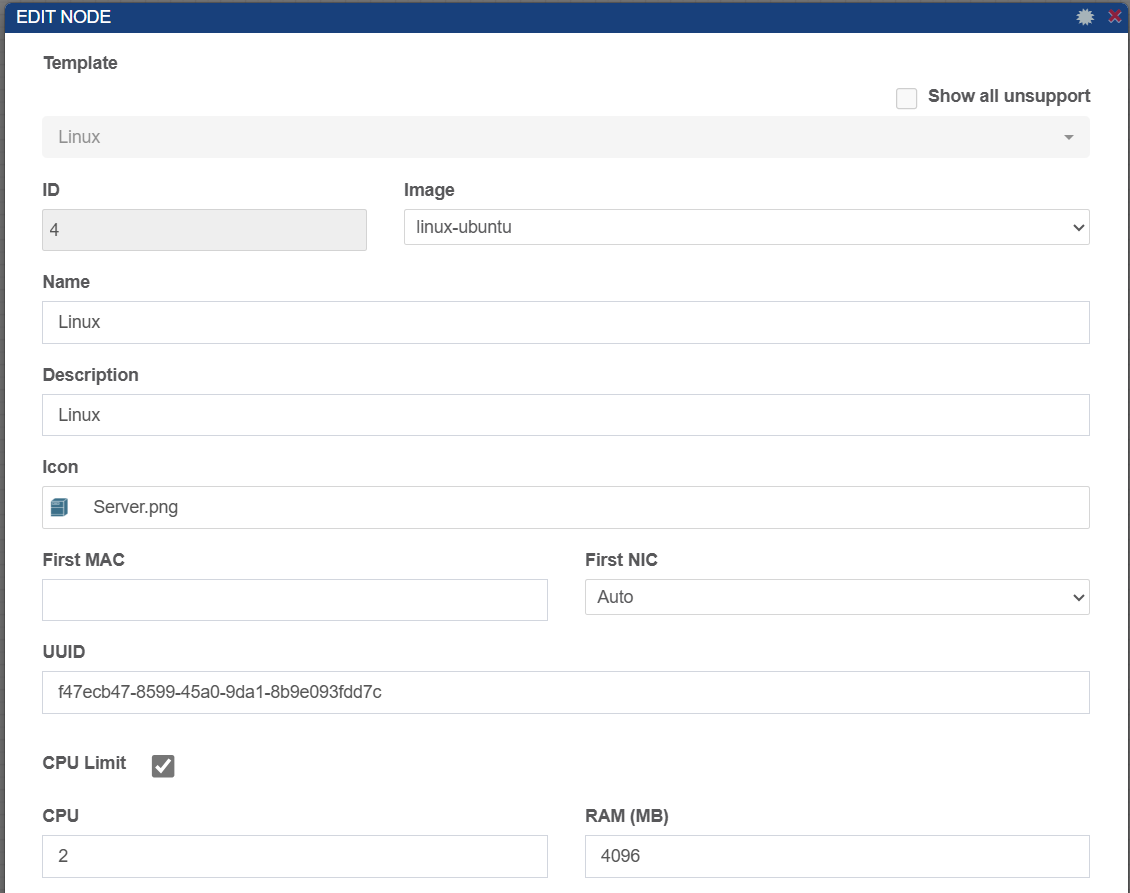 EDIT NODE
Template
Show all unsupport
Linux
ID
Image
4
linux-ubuntu
Name
Linux
Description
Linux
Icon
Server.png
First MAC
First NIC
Auto
UUID
f47ecb47-8599-45a0-9da1-8b9e093fdd7c
CPU Limit
CPU
RAM (MB)
2
4096